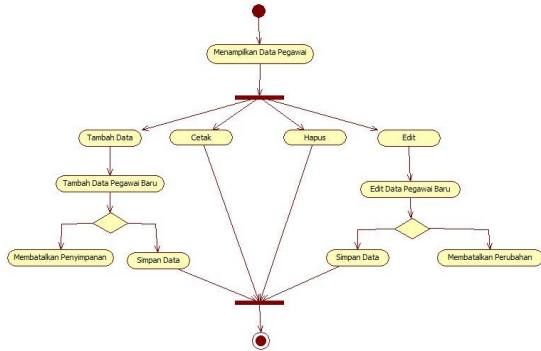 Menampilkan Data Pegawai
Tambah Data
Cetak
Hapus
Edit
Tambah Data Pegawai Baru
Edit Data Pegawai Baru
Membatalkan Penyimpanan
Simpan Data
Simpan Data
Membatalkan Perubahan